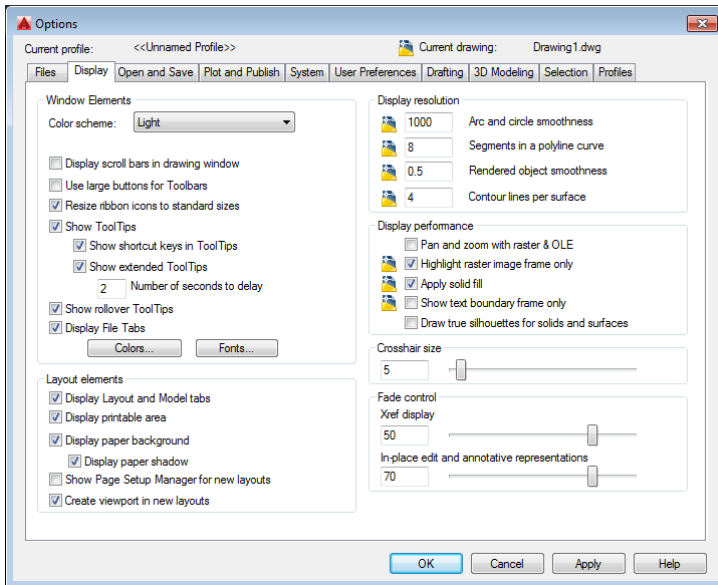 Options
Current profile: <<Unnamed Profile>> Current drawing: Drawing1.dwg
Files Display Open and Save Plot and Publish System User Preferences Drafting 3D Modeling Selection Profiles
Window Elements
Color scheme: Light
Display scroll bars in drawing window
Use large buttons for Toolbars
Resize ribbon icons to standard sizes
Show ToolTips
Show shortcut keys in ToolTips
Show extended ToolTips
2 Number of seconds to delay
Show rollover ToolTips
Display File Tabs
Colors... Fonts...
Layout elements
Display Layout and Model tabs
Display printable area
Display paper background
Display paper shadow
Show Page Setup Manager for new layouts
Create viewport in new layouts
Display resolution
1000 Arc and circle smoothness
8 Segments in a polyline curve
0.5 Rendered object smoothness
4 Contour lines per surface
Display performance
Pan and zoom with raster & OLE
Highlight raster image frame only
Apply solid fill
Show text boundary frame only
Draw true silhouettes for solids and surfaces
Crosshair size
5
Fade control
Xref display
50
In-place edit and annotative representations
70
OK Cancel Apply Help